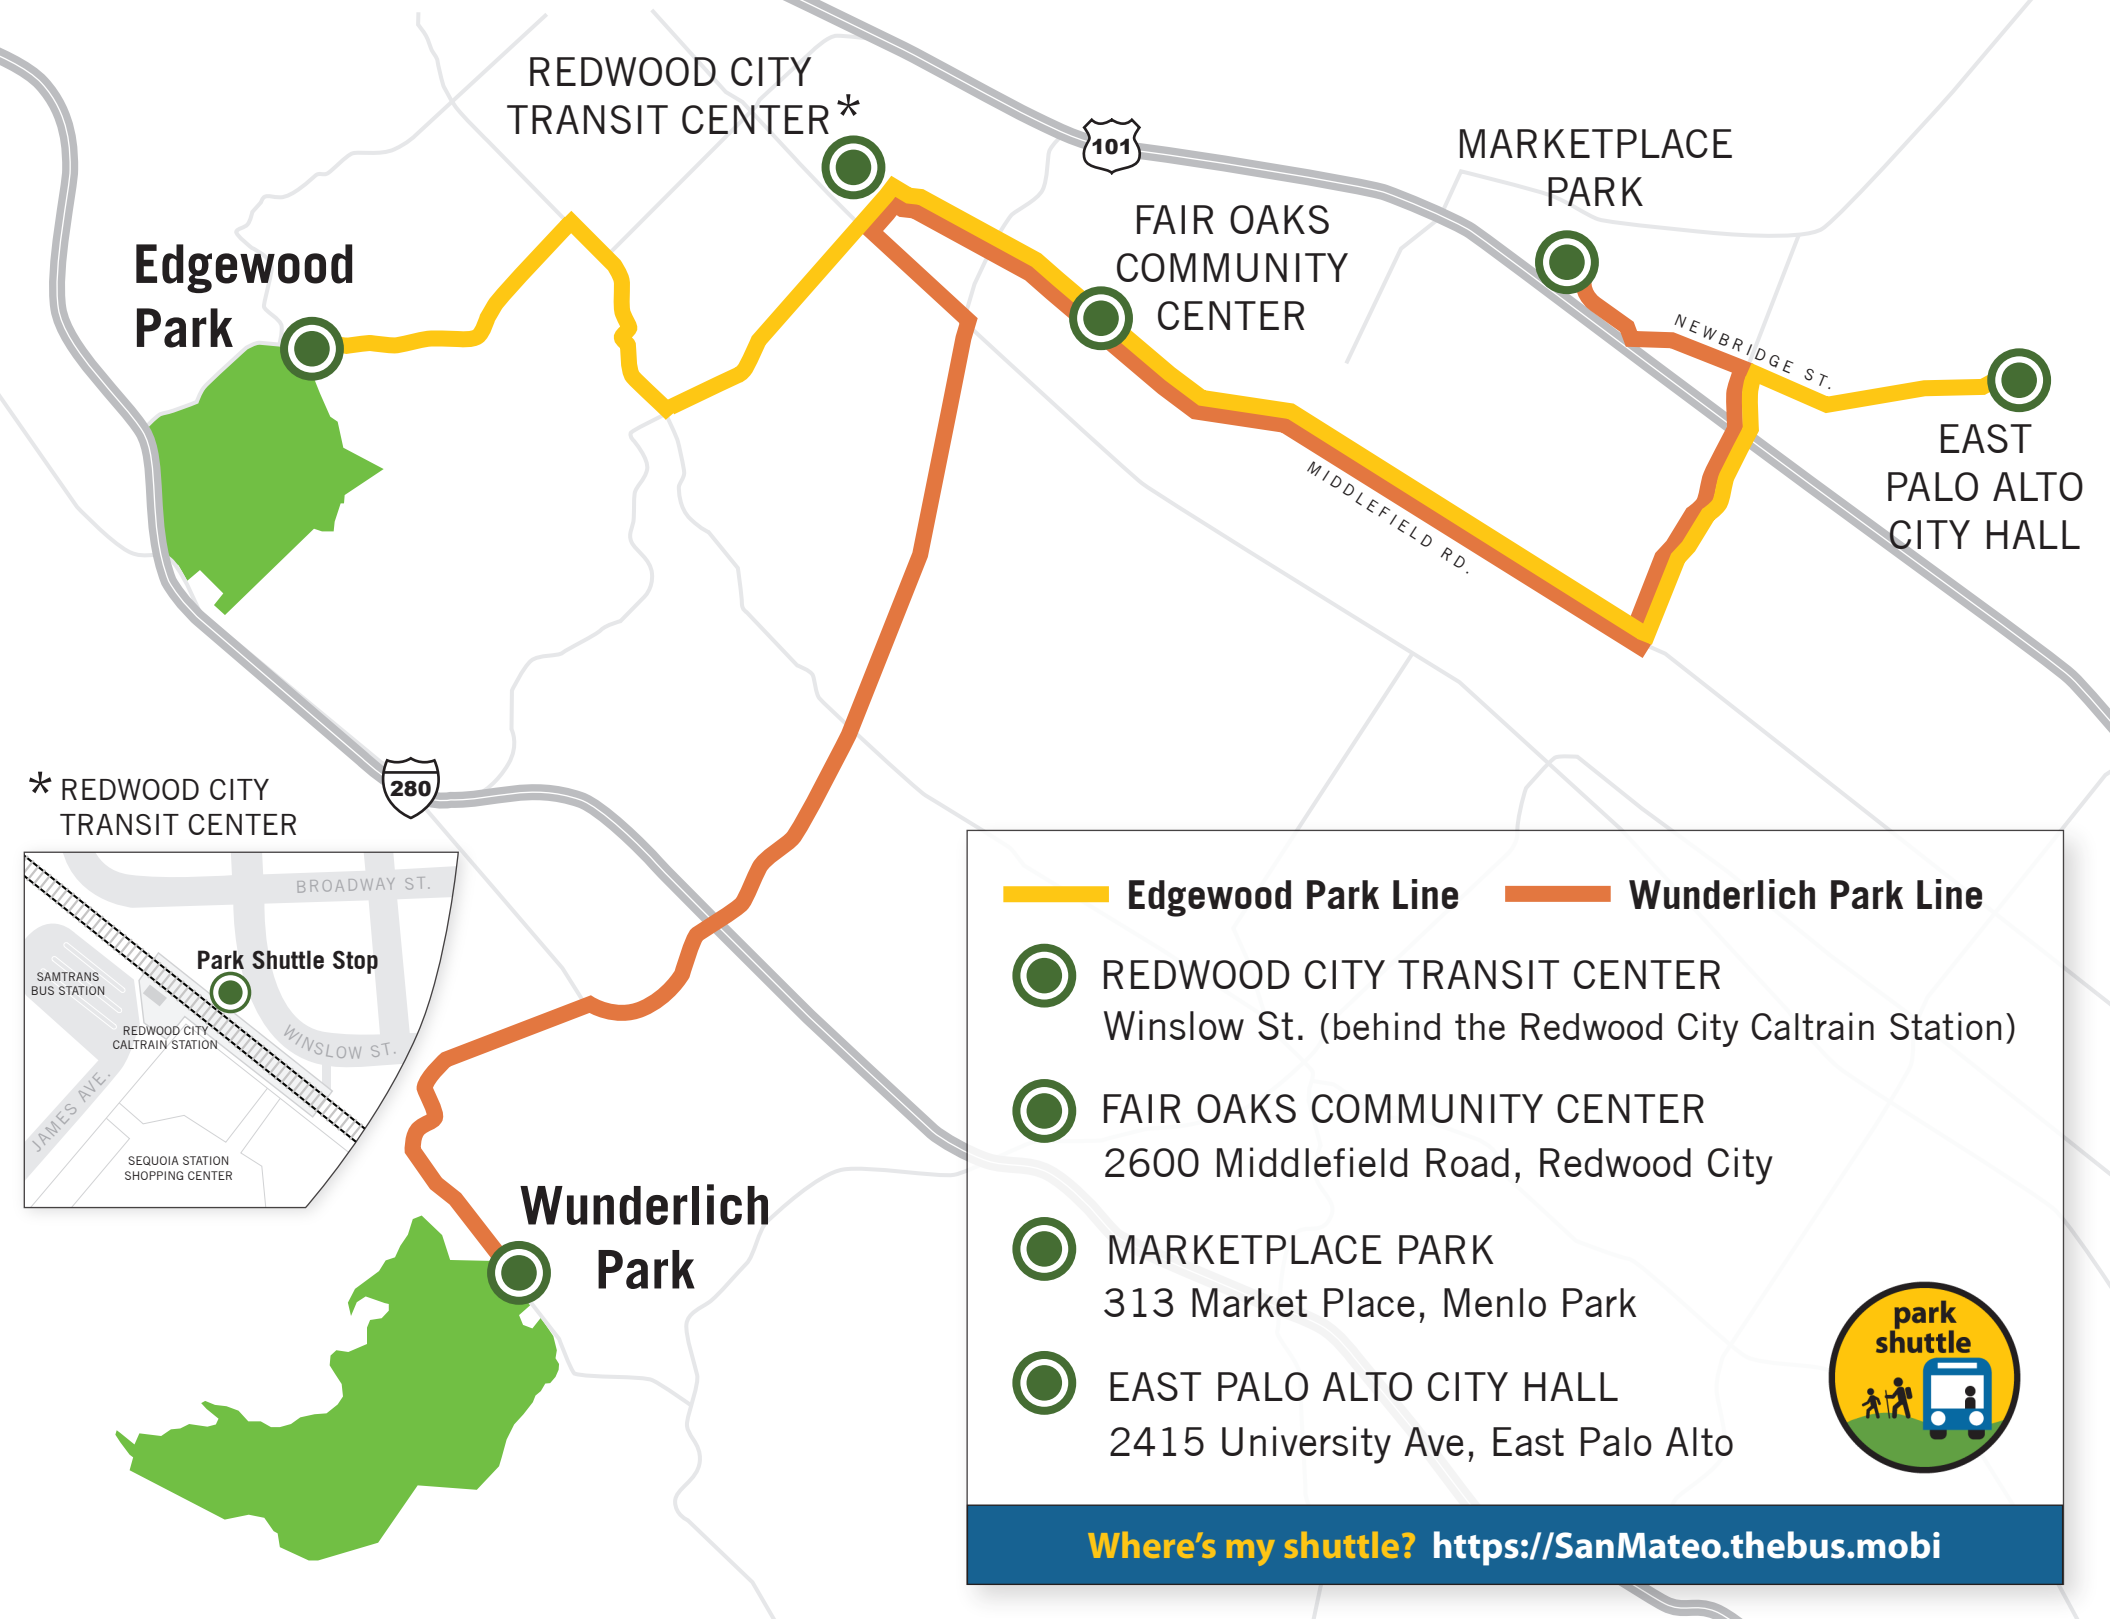 REDWOOD CITY
TRANSIT CENTER*
101
MARKETPLACE
PARK
FAIR OAKS
COMMUNITY
CENTER
Edgewood
Park
NEWBRIDGE ST.
EAST
PALO ALTO
CITY HALL
MIDDLEFIELD RD.
280
* REDWOOD CITY
TRANSIT CENTER
BROADWAY ST.
Park Shuttle Stop
SAMTRANS
BUS STATION
REDWOOD CITY
CALTRAIN STATION
WINSLOW ST.
JAMES AVE.
SEQUOIA STATION
SHOPPING CENTER
Wunderlich
Park
Edgewood Park Line
Wunderlich Park Line
REDWOOD CITY TRANSIT CENTER
Winslow St. (behind the Redwood City Caltrain Station)
FAIR OAKS COMMUNITY CENTER
2600 Middlefield Road, Redwood City
MARKETPLACE PARK
313 Market Place, Menlo Park
EAST PALO ALTO CITY HALL
2415 University Ave, East Palo Alto
park
shuttle
Where's my shuttle? https://SanMateo.thebus.mobi